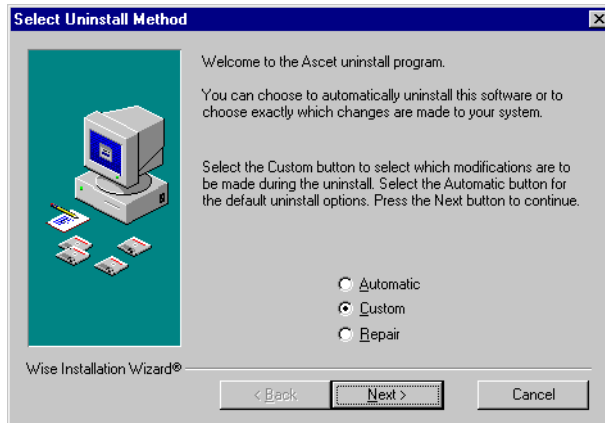 Select Uninstall Method
Welcome to the Ascet uninstall program.
You can choose to automatically uninstall this software or to
choose exactly which changes are made to your system.
Select the Custom button to select which modifications are to
be made during the uninstall. Select the Automatic button for
the default uninstall options. Press the Next button to continue.
Automatic
Custom
Repair
Wise Installation Wizard®
< Back
Next >
Cancel